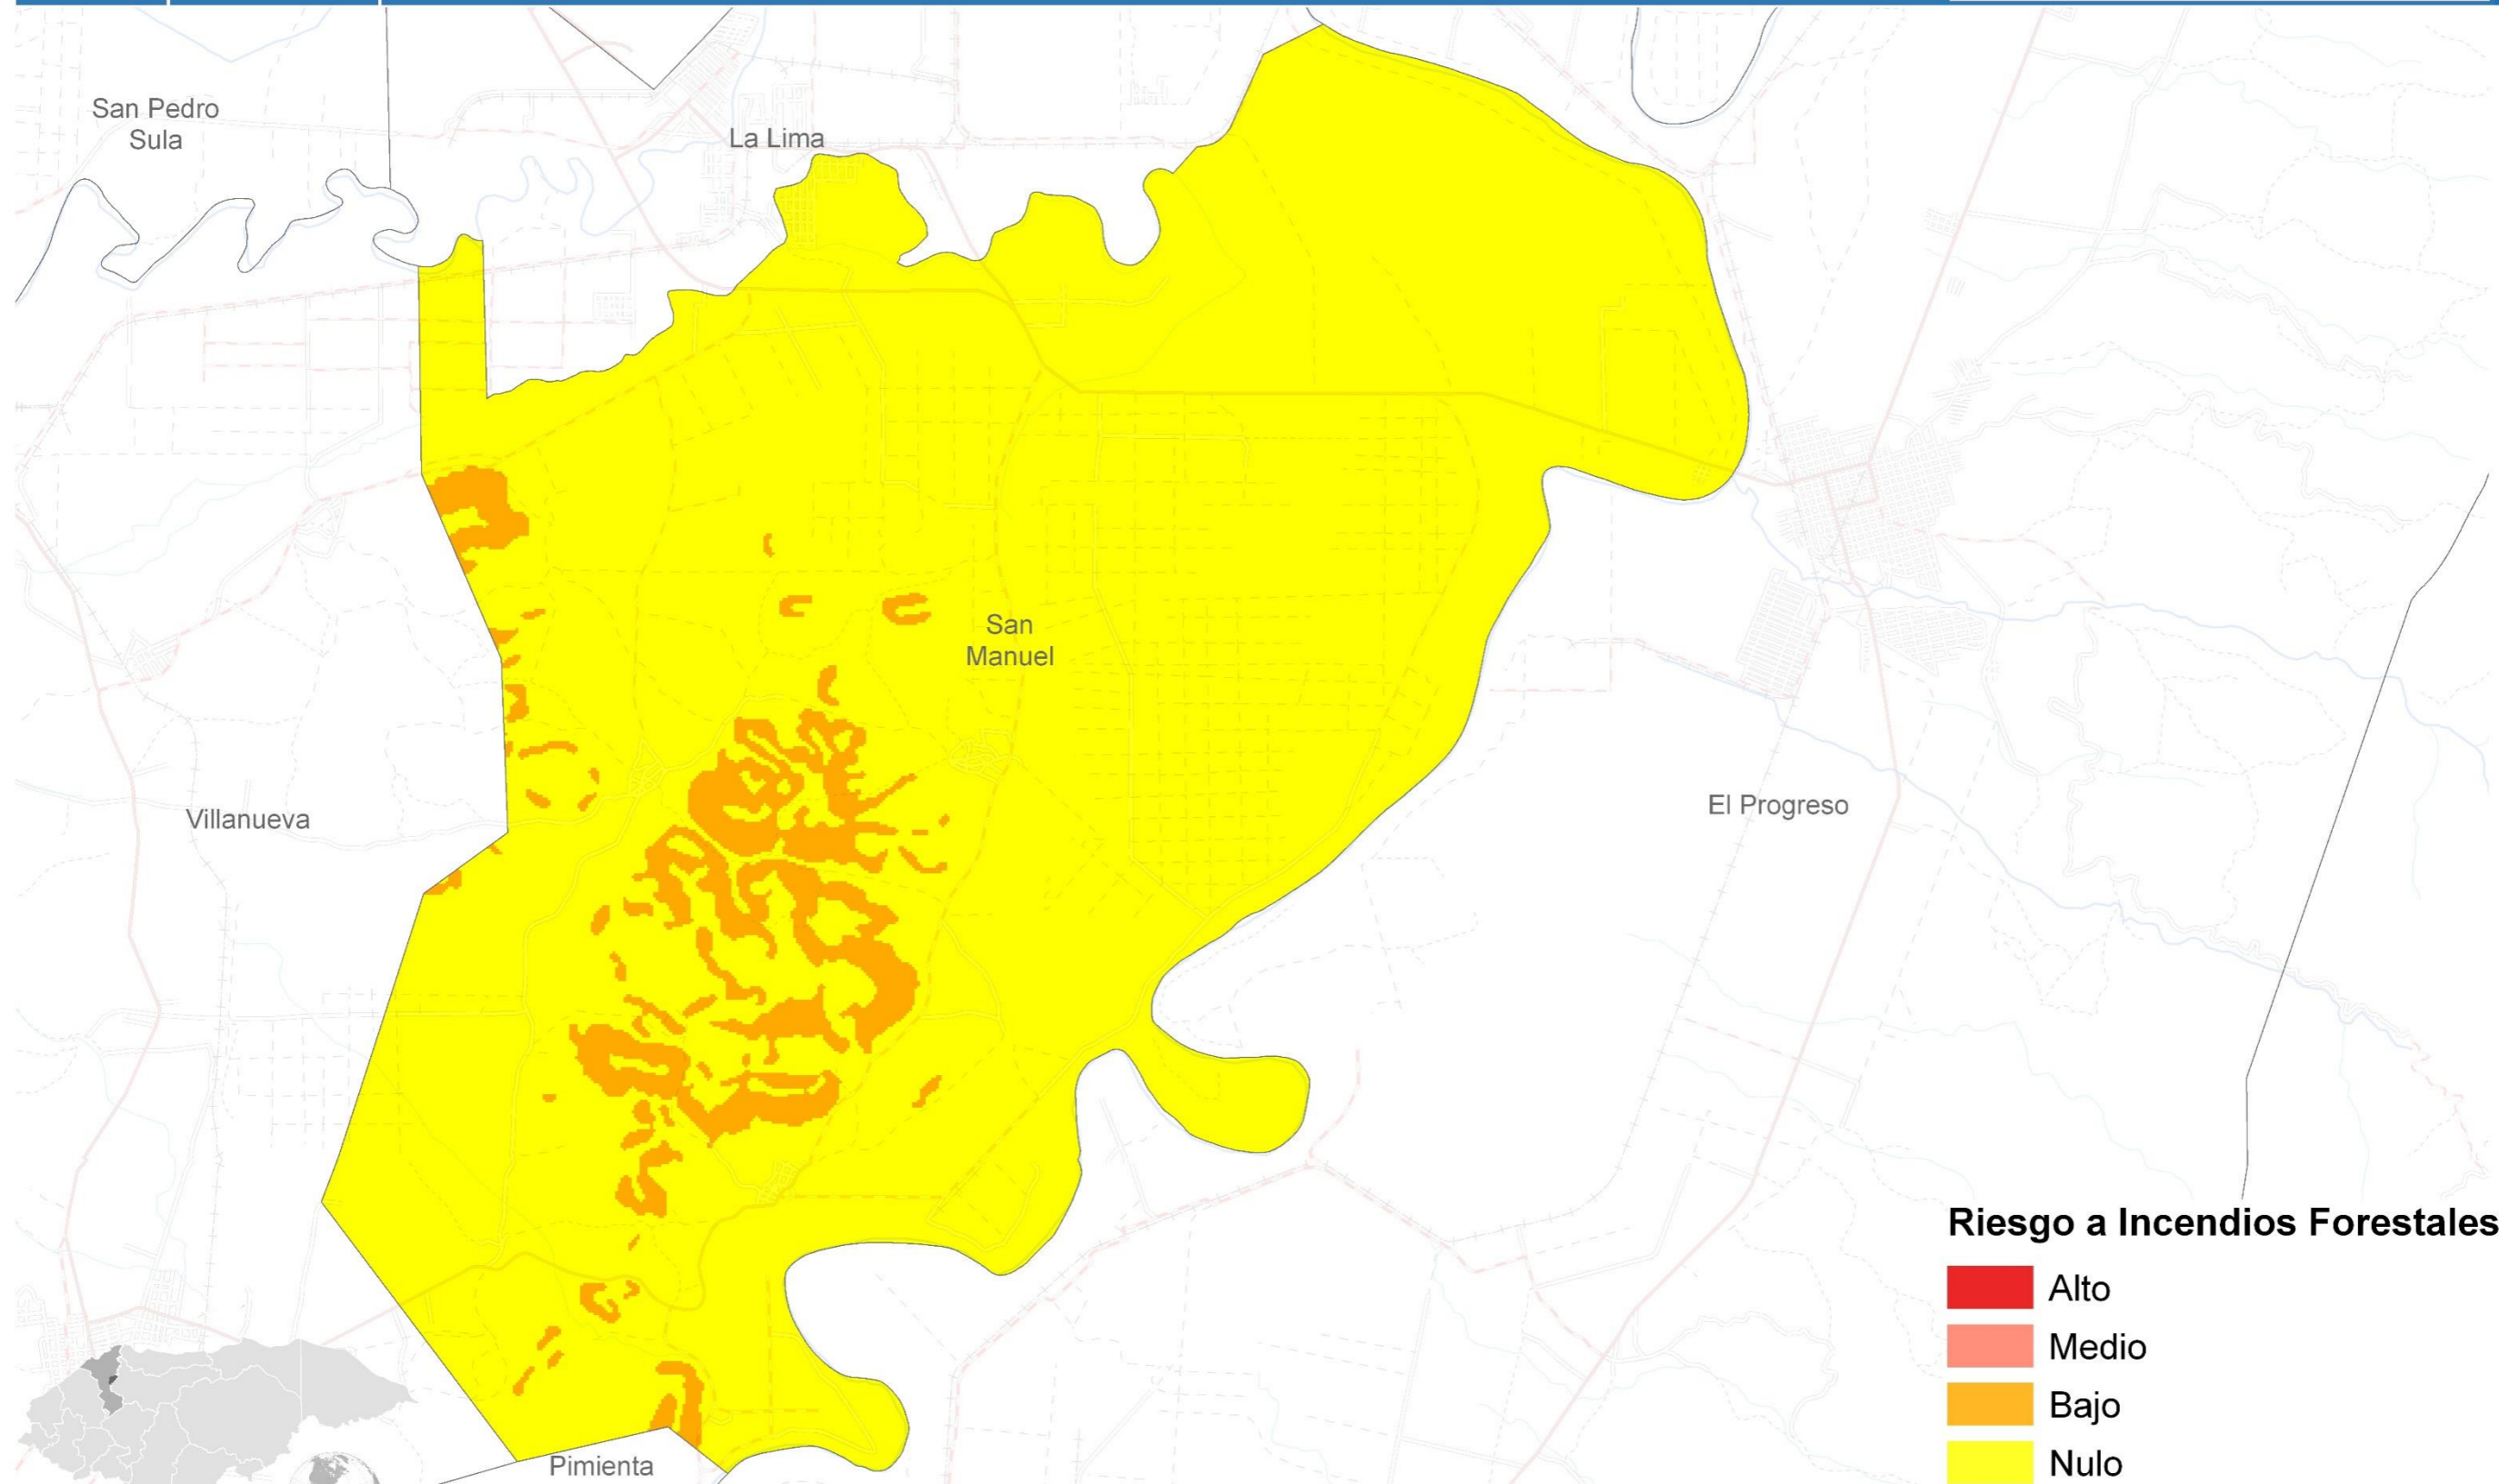 San Pedro
Sula
La Lima
San
Manuel
Villanueva
El Progreso
Pimienta
Riesgo a Incendios Forestales
Alto
Medio
Bajo
Nulo